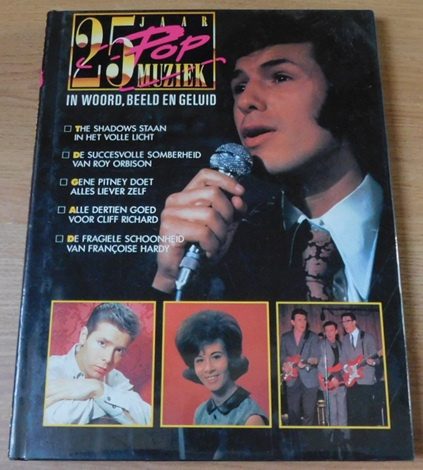 25 JAAR
Pop
MUZIEK
IN WOORD, BEELD EN GELUID
THE SHADOWS STAAN
IN HET VOLLE LICHT
DE SUCCESVOLLE SOMBERHEID
VAN ROY ORBISON
GENE PITNEY DOET
ALLES LIEVER ZELF
ALLE DERTIEN GOED
VOOR CLIFF RICHARD
DE FRAGIELE SCHOONHEID
VAN FRANÇOISE HARDY